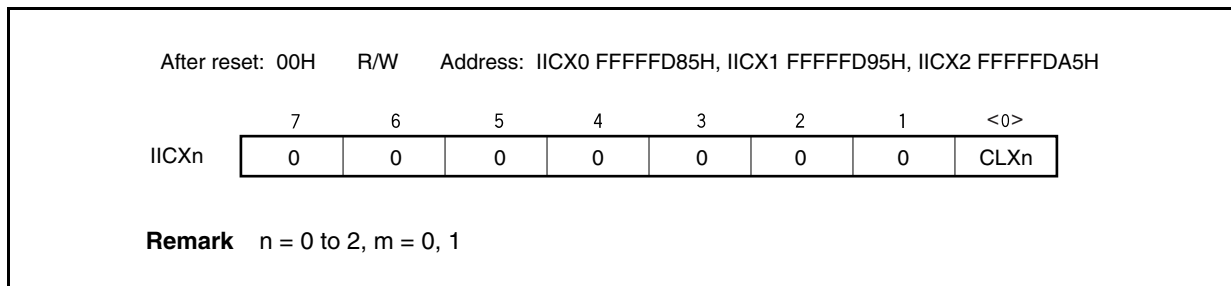 After reset: 00H R/W Address: IICX0 FFFFFD85H, IICX1 FFFFFD95H, IICX2 FFFFFDA5H
7 6 5 4 3 2 1 <0>
IICXn 0 0 0 0 0 0 0 CLXn
Remark n = 0 to 2, m = 0, 1